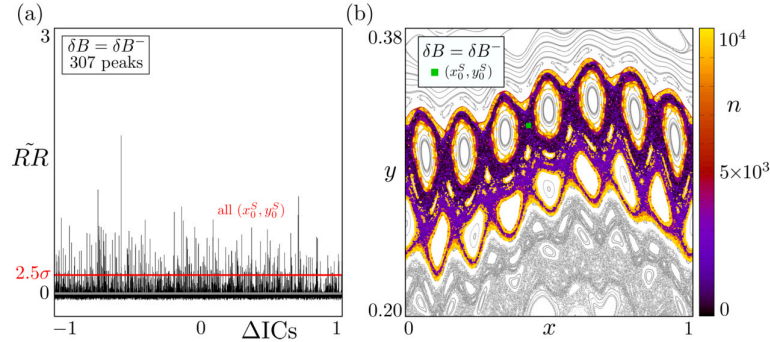 (a)
3
δB = δB⁻
307 peaks
R̃R
all (x₀ˢ, y₀ˢ)
2.5σ
0
−1
0
1
ΔICs
(b)
0.38
δB = δB⁻
(x₀ˢ, y₀ˢ)
y
0.20
0
x
1
10⁴
n
5×10³
0